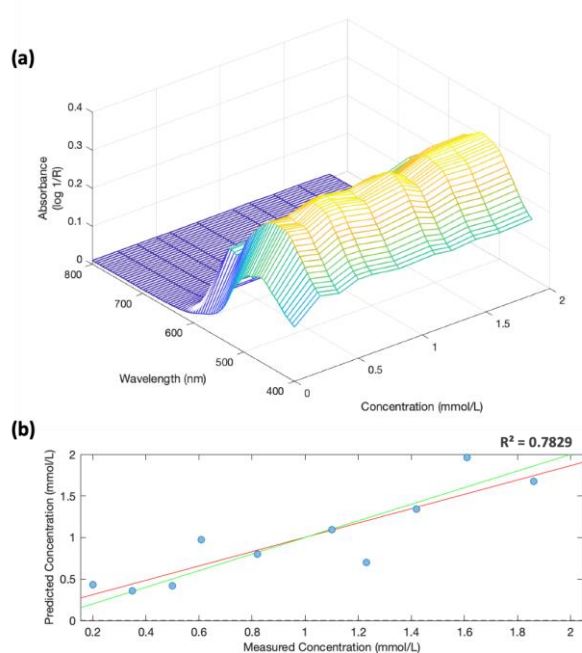 (a)
0.4
0.3
0.2
0.1
0
Absorbance
(log 1/R)
800
700
600
500
400
Wavelength (nm)
0
0.5
1
1.5
2
Concentration (mmol/L)
(b)
R² = 0.7829
2
1.5
1
0.5
0
Predicted Concentration (mmol/L)
0.2 0.4 0.6 0.8 1 1.2 1.4 1.6 1.8 2
Measured Concentration (mmol/L)